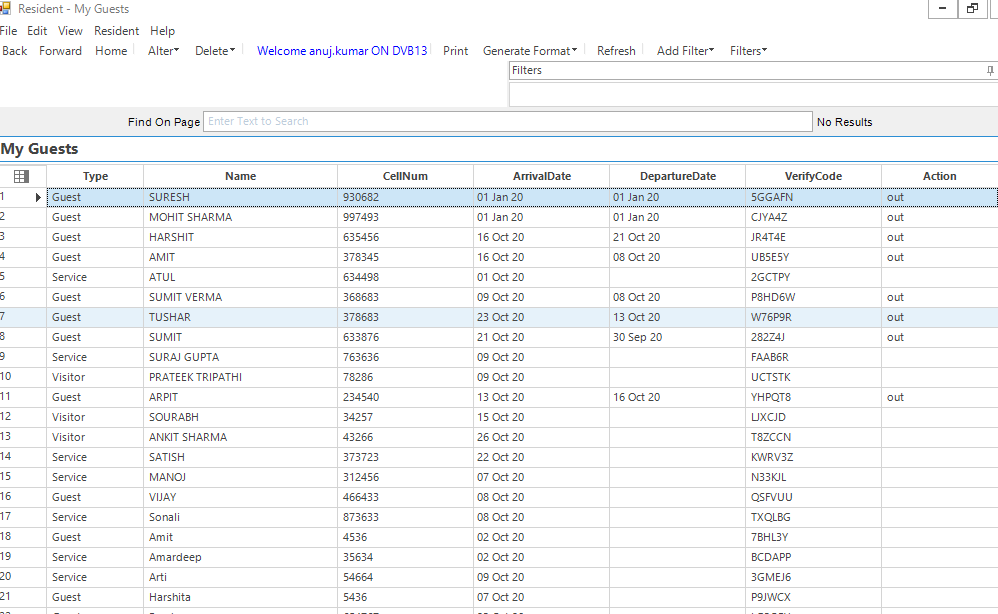 Resident - My Guests
File Edit View Resident Help
Back Forward Home Alter Delete Welcome anuj.kumar ON DVB13 Print Generate Format Refresh Add Filter Filters
Filters
Find On Page Enter Text to Search No Results
My Guests
Type Name CellNum ArrivalDate DepartureDate VerifyCode Action
1 Guest SURESH 930682 01 Jan 20 01 Jan 20 5GGAFN out
2 Guest MOHIT SHARMA 997493 01 Jan 20 01 Jan 20 CJYA4Z out
3 Guest HARSHIT 635456 16 Oct 20 21 Oct 20 JR4T4E out
4 Guest AMIT 378345 16 Oct 20 08 Oct 20 UB5E5Y out
5 Service ATUL 634498 01 Oct 20 2GCTPY
6 Guest SUMIT VERMA 368683 09 Oct 20 08 Oct 20 P8HD6W out
7 Guest TUSHAR 378683 23 Oct 20 13 Oct 20 W76P9R out
8 Guest SUMIT 633876 21 Oct 20 30 Sep 20 282Z4J out
9 Service SURAJ GUPTA 763636 09 Oct 20 FAAB6R
10 Visitor PRATEEK TRIPATHI 78286 09 Oct 20 UCTSTK
11 Guest ARPIT 234540 13 Oct 20 16 Oct 20 YHPQT8 out
12 Visitor SOURABH 34257 15 Oct 20 LJXCJD
13 Visitor ANKIT SHARMA 43266 26 Oct 20 T8ZCCN
14 Service SATISH 373723 22 Oct 20 KWRV3Z
15 Service MANOJ 312456 07 Oct 20 N33KJL
16 Guest VIJAY 466433 08 Oct 20 QSFVUU
17 Service Sonali 873633 08 Oct 20 TXQLBG
18 Guest Amit 4536 02 Oct 20 7BHL3Y
19 Service Amardeep 35634 02 Oct 20 BCDAPP
20 Service Arti 54664 09 Oct 20 3GMEJ6
21 Guest Harshita 5436 07 Oct 20 P9JWCX